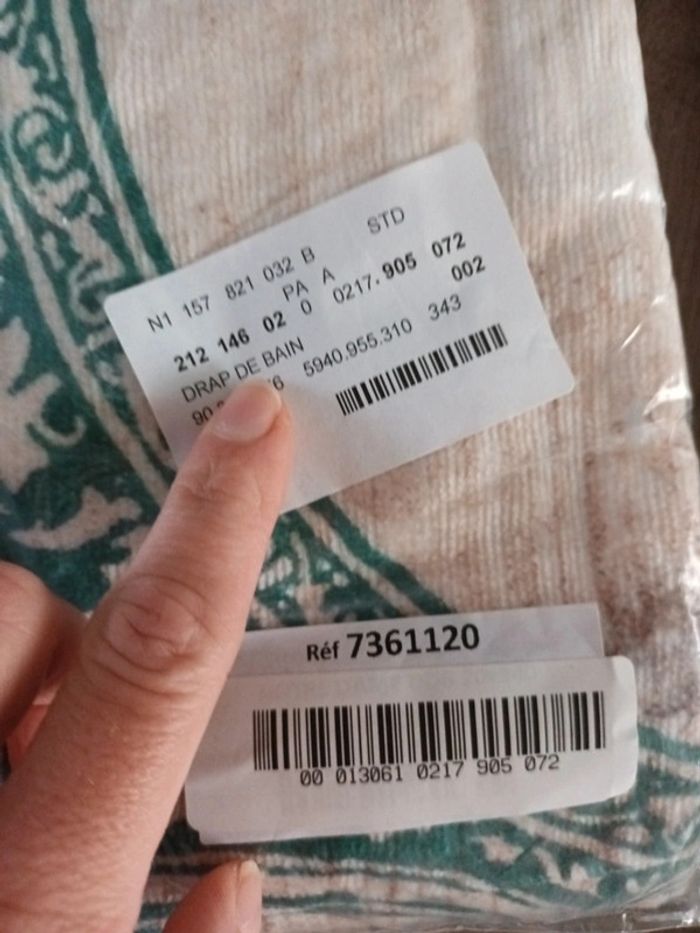 N1 157 821 032 B STD
PA A
212 146 02 0 0217.905 072
DRAP DE BAIN 002
5940.955.310 343
Réf 7361120
00 013061 0217 905 072